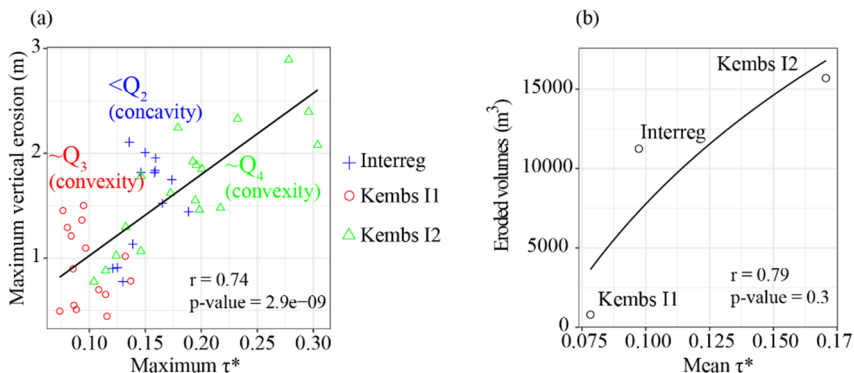 (a)
(b)
Maximum vertical erosion (m)
3
2
1
<Q2
(concavity)
~Q3
(convexity)
~Q4
(convexity)
r = 0.74
p-value = 2.9e−09
0.10 0.15 0.20 0.25 0.30
Maximum τ*
Interreg
Kembs I1
Kembs I2
Eroded volumes (m³)
15000
10000
5000
0
Kembs I2
Interreg
Kembs I1
r = 0.79
p-value = 0.3
0.075 0.100 0.125 0.150 0.17
Mean τ*